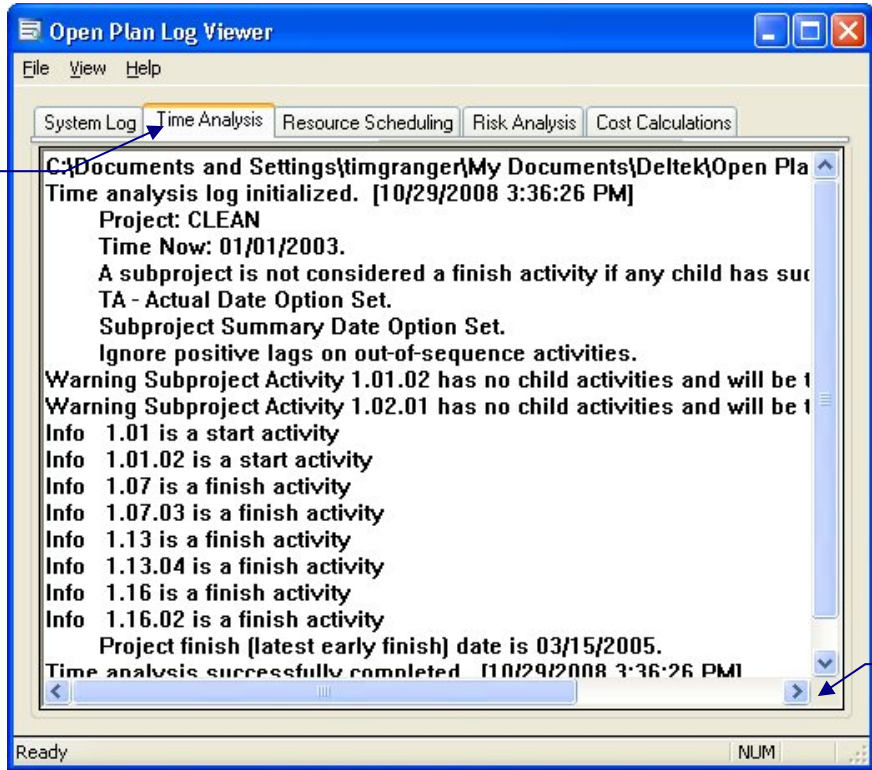 Open Plan Log Viewer
File View Help
System Log Time Analysis Resource Scheduling Risk Analysis Cost Calculations
C:\Documents and Settings\timgranger\My Documents\Deltek\Open Pla
Time analysis log initialized. [10/29/2008 3:36:26 PM]
Project: CLEAN
Time Now: 01/01/2003.
A subproject is not considered a finish activity if any child has suc
TA - Actual Date Option Set.
Subproject Summary Date Option Set.
Ignore positive lags on out-of-sequence activities.
Warning Subproject Activity 1.01.02 has no child activities and will be t
Warning Subproject Activity 1.02.01 has no child activities and will be t
Info 1.01 is a start activity
Info 1.01.02 is a start activity
Info 1.07 is a finish activity
Info 1.07.03 is a finish activity
Info 1.13 is a finish activity
Info 1.13.04 is a finish activity
Info 1.16 is a finish activity
Info 1.16.02 is a finish activity
Project finish (latest early finish) date is 03/15/2005.
Time analysis successfully completed. [10/29/2008 3:36:26 PM]
Ready NUM